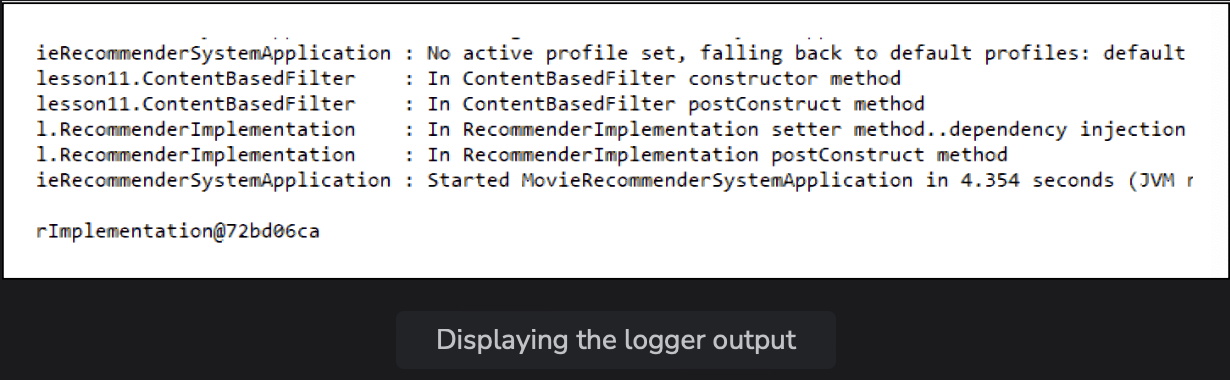 ieRecommenderSystemApplication : No active profile set, falling back to default profiles: default
lesson11.ContentBasedFilter : In ContentBasedFilter constructor method
lesson11.ContentBasedFilter : In ContentBasedFilter postConstruct method
l.RecommenderImplementation : In RecommenderImplementation setter method..dependency injection
l.RecommenderImplementation : In RecommenderImplementation postConstruct method
ieRecommenderSystemApplication : Started MovieRecommenderSystemApplication in 4.354 seconds (JVM r
rImplementation@72bd06ca
Displaying the logger output